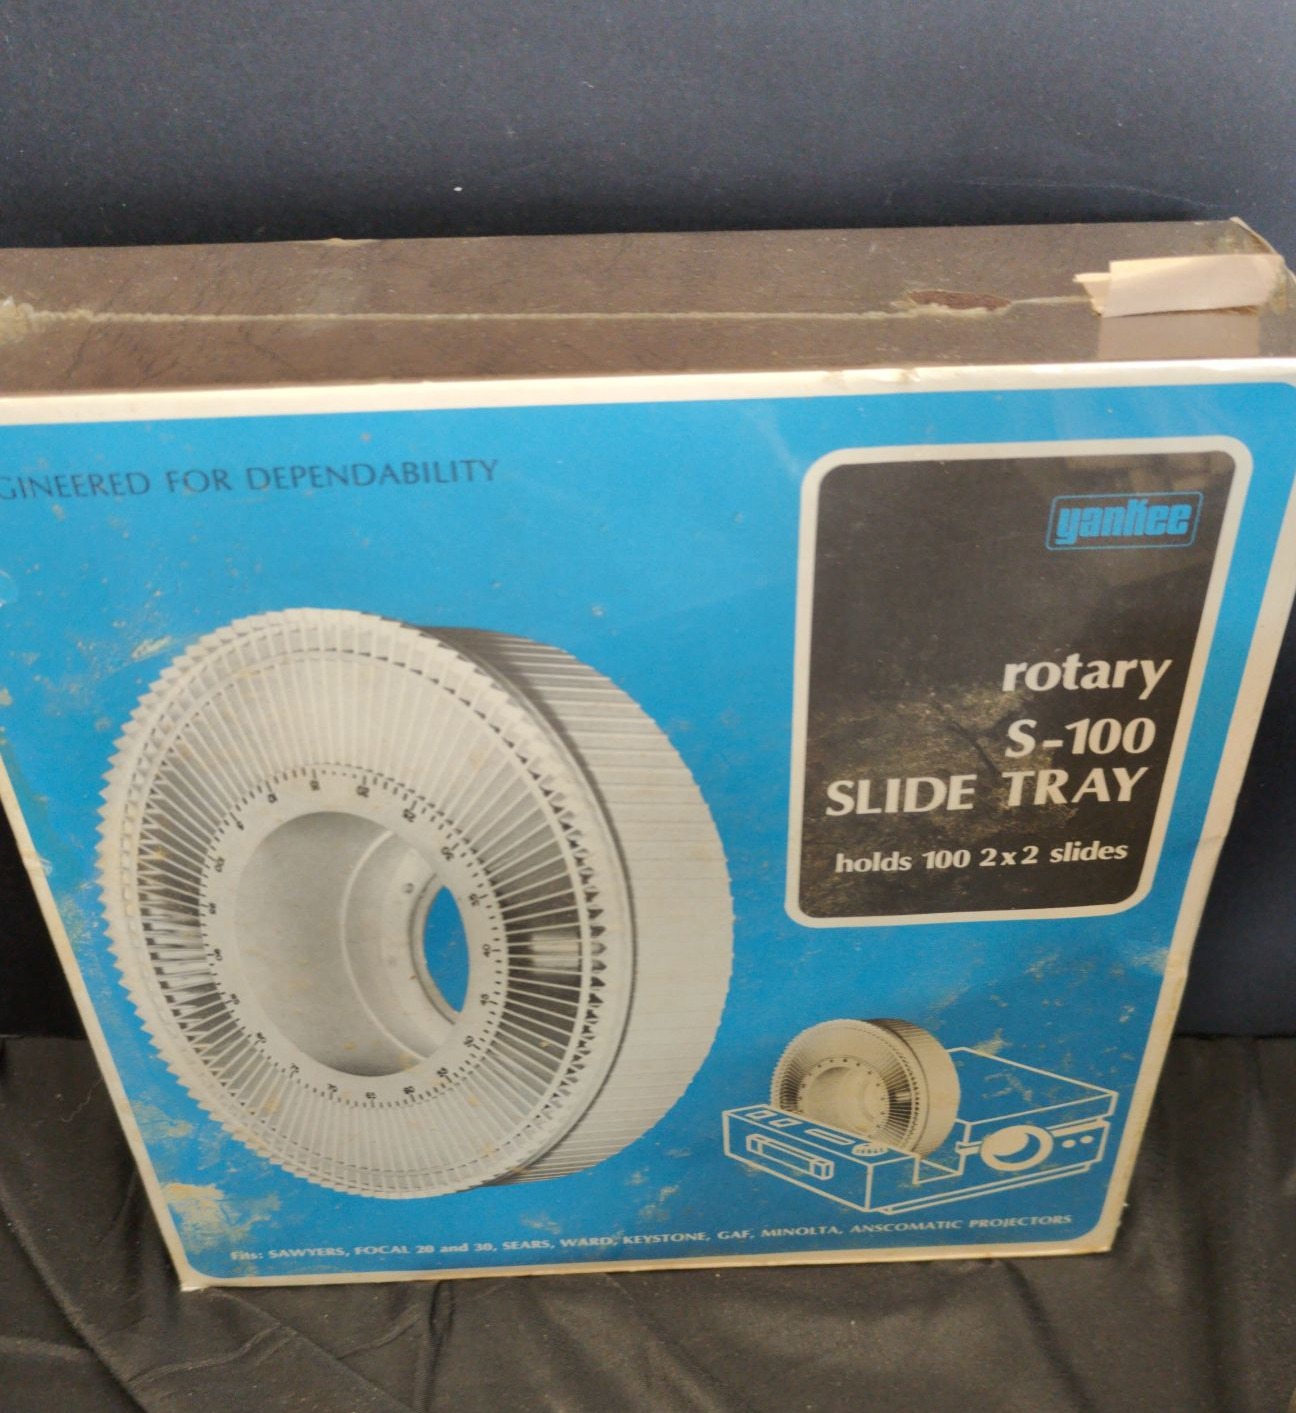 GINEERED FOR DEPENDABILITY
yankee
rotary
S-100
SLIDE TRAY
holds 100 2x2 slides
Fits: SAWYERS, FOCAL 20 and 30, SEARS, WARD, KEYSTONE, GAF, MINOLTA, ANSCOMATIC PROJECTORS